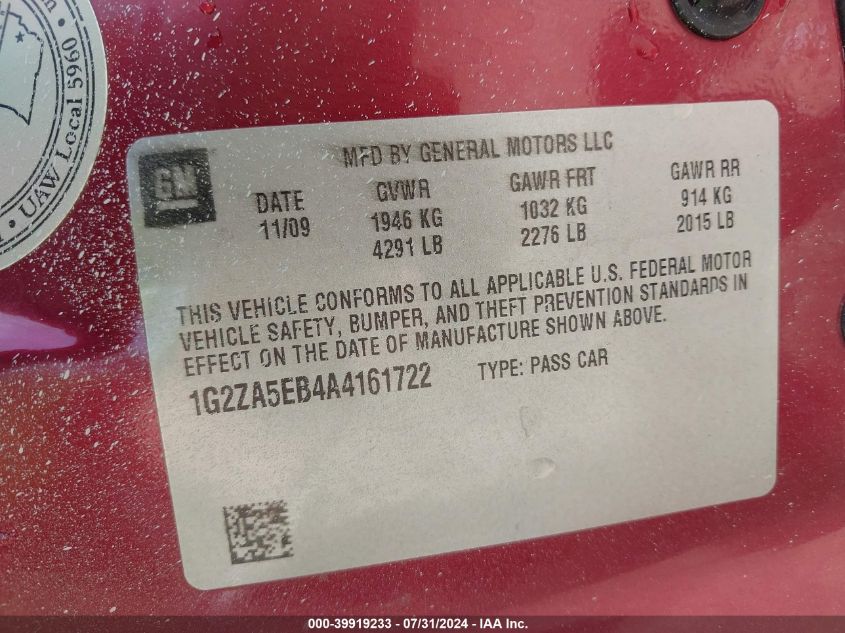 UAW Local 5960
GM
MFD BY GENERAL MOTORS LLC
DATE GVWR GAWR FRT GAWR RR
11/09 1946 KG 1032 KG 914 KG
4291 LB 2276 LB 2015 LB
THIS VEHICLE CONFORMS TO ALL APPLICABLE U.S. FEDERAL MOTOR
VEHICLE SAFETY, BUMPER, AND THEFT PREVENTION STANDARDS IN
EFFECT ON THE DATE OF MANUFACTURE SHOWN ABOVE.
1G2ZA5EB4A4161722 TYPE: PASS CAR
000-39919233 - 07/31/2024 - IAA Inc.